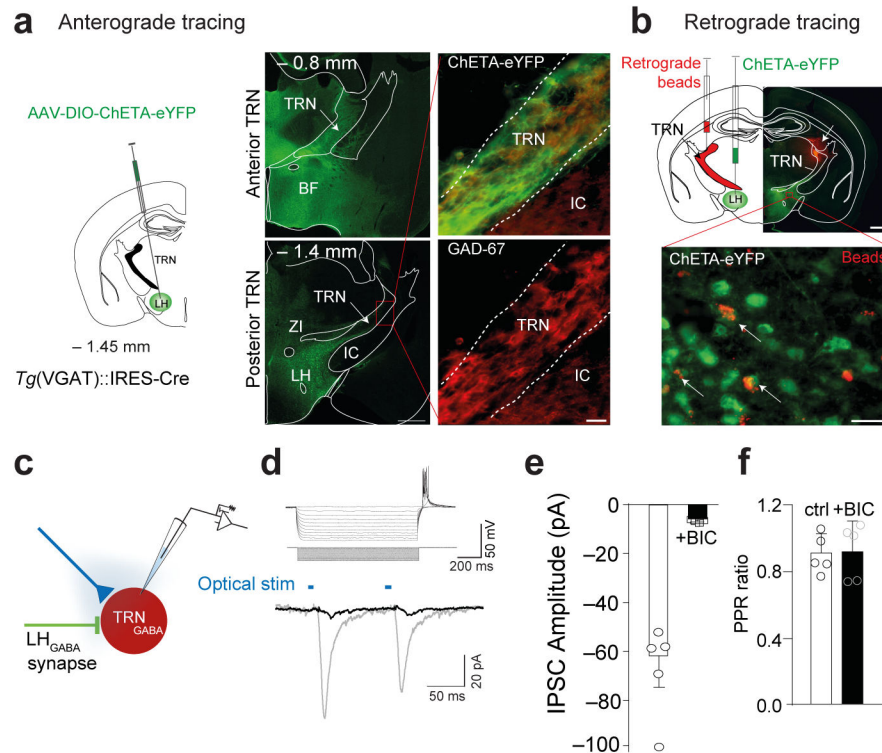 a Anterograde tracing
AAV-DIO-ChETA-eYFP
TRN
LH
– 1.45 mm
Tg(VGAT)::IRES-Cre
Anterior TRN
– 0.8 mm
TRN
BF
ChETA-eYFP
TRN
IC
Posterior TRN
– 1.4 mm
TRN
ZI
IC
LH
GAD-67
TRN
IC
b Retrograde tracing
Retrograde
beads
ChETA-eYFP
TRN
TRN
LH
ChETA-eYFP
Beads
c
TRN
GABA
LH GABA
synapse
d
50 mV
200 ms
Optical stim
20 pA
50 ms
e
IPSC Amplitude (pA)
0
–20
–40
–60
–80
–100
+BIC
f
PPR ratio
1.2
0.8
0.4
0.0
ctrl +BIC